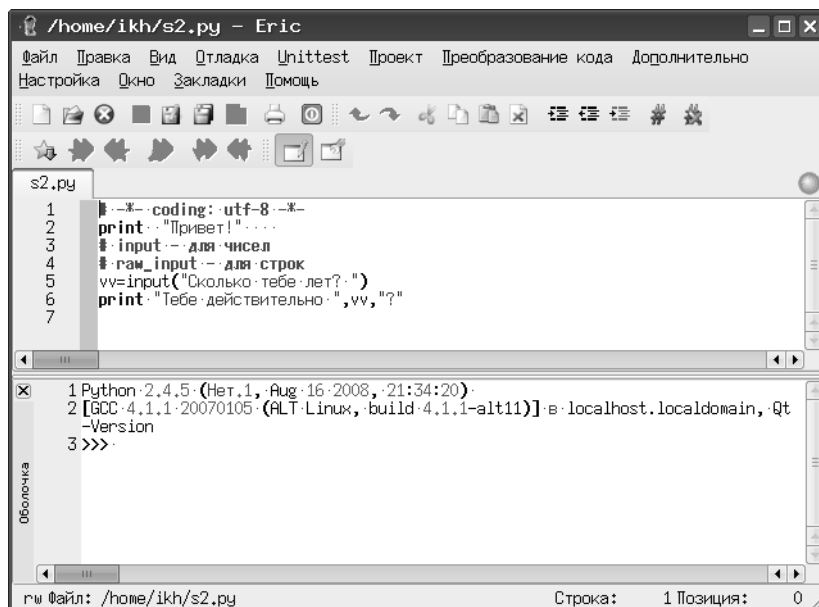 /home/ikh/s2.py - Eric
Файл Правка Вид Отладка Unittest Проект Преобразование кода Дополнительно
Настройка Окно Закладки Помощь
s2.py
1 # -*- coding: utf-8 -*-
2 print··"Привет!"····
3 #·input·-·для·чисел
4 #·raw_input·-·для·строк
5 vv=input("Сколько·тебе·лет?·")
6 print·"Тебе·действительно·",vv,"?"
7
1 Python·2.4.5·(Нет.1,·Aug·16·2008,·21:34:20)·
2 [GCC·4.1.1·20070105·(ALT·Linux,·build·4.1.1-alt11)]·в·localhost.localdomain,·Qt
-Version
3 >>>·
Оболочка
rw Файл: /home/ikh/s2.py Строка: 1 Позиция: 0